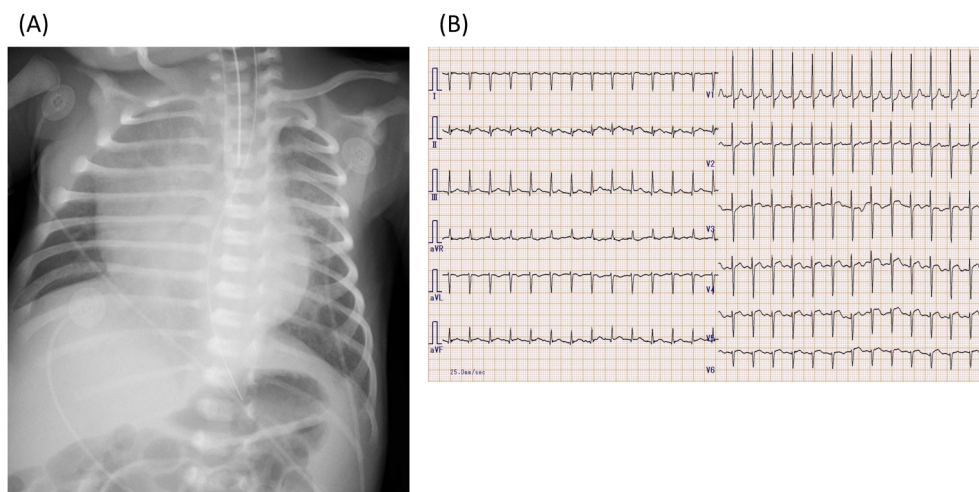 (A)
(B)
I
II
III
aVR
aVL
aVF
25.0mm/sec
V1
V2
V3
V4
V5
V6